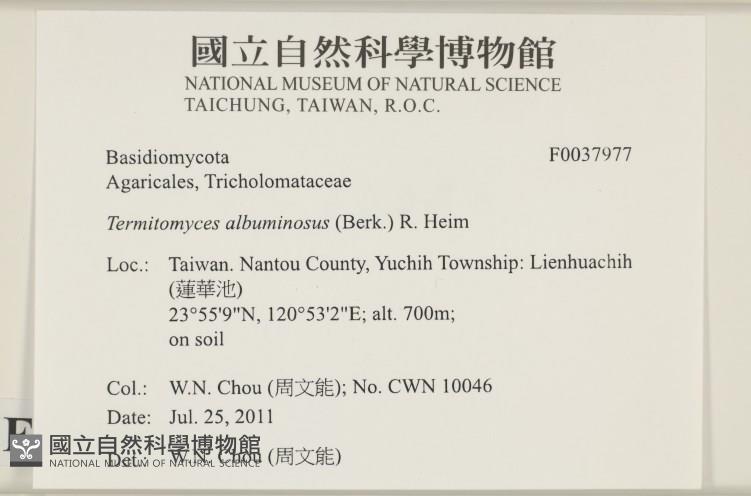 國立自然科學博物館
NATIONAL MUSEUM OF NATURAL SCIENCE
TAICHUNG, TAIWAN, R.O.C.
Basidiomycota F0037977
Agaricales, Tricholomataceae
Termitomyces albuminosus (Berk.) R. Heim
Loc.: Taiwan. Nantou County, Yuchih Township: Lienhuachih
(蓮華池)
23°55'9"N, 120°53'2"E; alt. 700m;
on soil
Col.: W.N. Chou (周文能); No. CWN 10046
Date: Jul. 25, 2011
Det.: W.N. Chou (周文能)
國立自然科學博物館
NATIONAL MUSEUM OF NATURAL SCIENCE